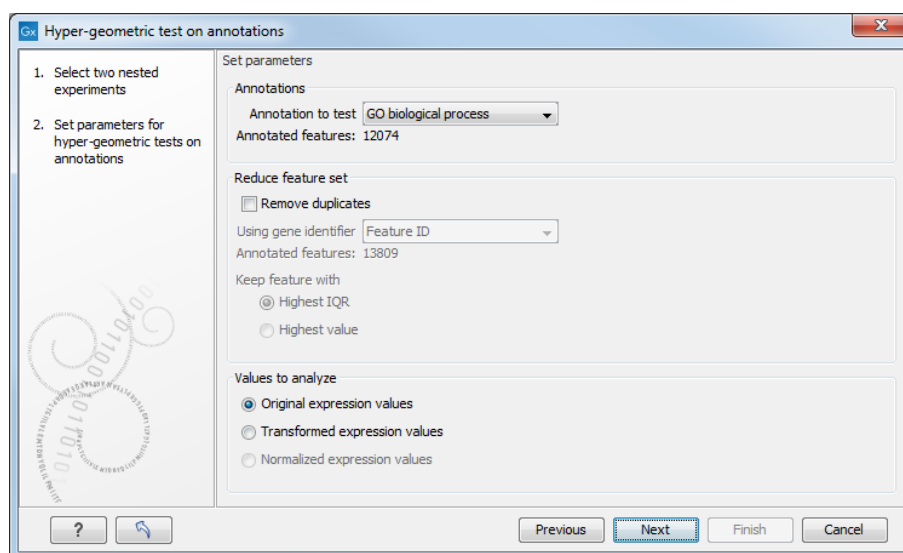 Gx Hyper-geometric test on annotations
1. Select two nested
experiments
2. Set parameters for
hyper-geometric tests on
annotations
Set parameters
Annotations
Annotation to test GO biological process
Annotated features: 12074
Reduce feature set
Remove duplicates
Using gene identifier Feature ID
Annotated features: 13809
Keep feature with
Highest IQR
Highest value
Values to analyze
Original expression values
Transformed expression values
Normalized expression values
? Previous Next Finish Cancel